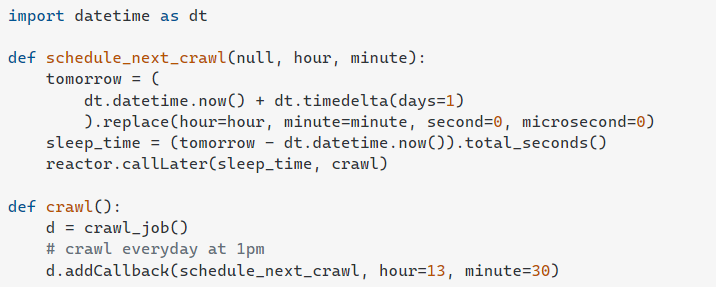 import datetime as dt
def schedule_next_crawl(null, hour, minute):
    tomorrow = (
        dt.datetime.now() + dt.timedelta(days=1)
        ).replace(hour=hour, minute=minute, second=0, microsecond=0)
    sleep_time = (tomorrow - dt.datetime.now()).total_seconds()
    reactor.callLater(sleep_time, crawl)
def crawl():
    d = crawl_job()
    # crawl everyday at 1pm
    d.addCallback(schedule_next_crawl, hour=13, minute=30)